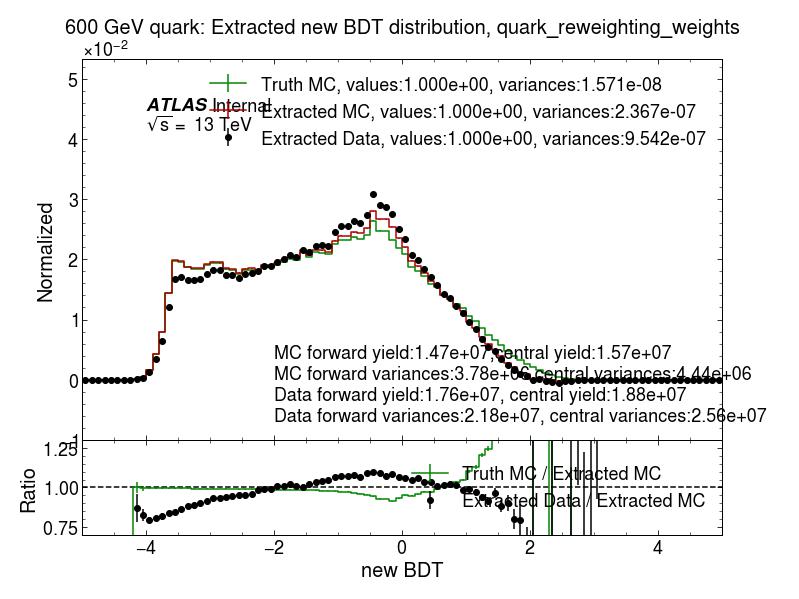 600 GeV quark: Extracted new BDT distribution, quark_reweighting_weights
×10⁻²
Truth MC, values:1.000e+00, variances:1.571e-08
ATLAS Internal
Extracted MC, values:1.000e+00, variances:2.367e-07
√s = 13 TeV
Extracted Data, values:1.000e+00, variances:9.542e-07
5
4
3
2
1
0
−1
Normalized
MC forward yield:1.47e+07, central yield:1.57e+07
MC forward variances:3.78e+06, central variances:4.44e+06
Data forward yield:1.76e+07, central yield:1.88e+07
Data forward variances:2.18e+07, central variances:2.56e+07
1.25
1.00
0.75
Ratio
Truth MC / Extracted MC
Extracted Data / Extracted MC
−4 −2 0 2 4
new BDT